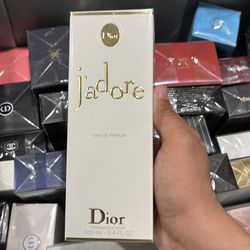 Dior
j'adore
EAU DE PARFUM
Dior
100 ml - 3.4 FL. OZ